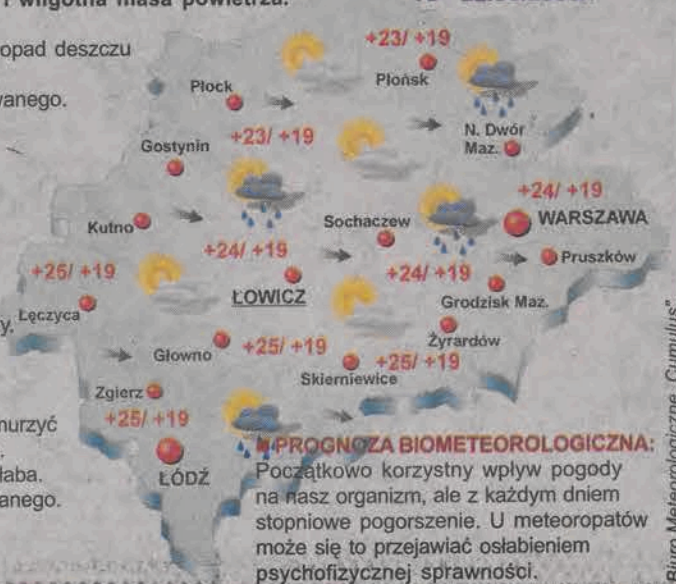 i wilgotna masa powietrza.
opad deszczu
wanego.
+23/ +19
Płońsk
Płock
N. Dwór
Maz.
+23/ +19
Gostynin
+24/ +19
WARSZAWA
Kutno
Sochaczew
Pruszków
+24/ +19
+25/ +19
+24/ +19
ŁOWICZ
Grodzisk Maz.
Łęczyca
y.
Żyrardów
Głowno
+25/ +19
+25/ +19
Skierniewice
Zgierz
+25/ +19
ŁÓDŹ
murzyć
łaba.
anego.
PROGNOZA BIOMETEOROLOGICZNA:
Początkowo korzystny wpływ pogody
na nasz organizm, ale z każdym dniem
stopniowe pogorszenie. U meteoropatów
może się to przejawiać osłabieniem
psychofizycznej sprawności.
Biuro Meteorologiczne „Cumulus"